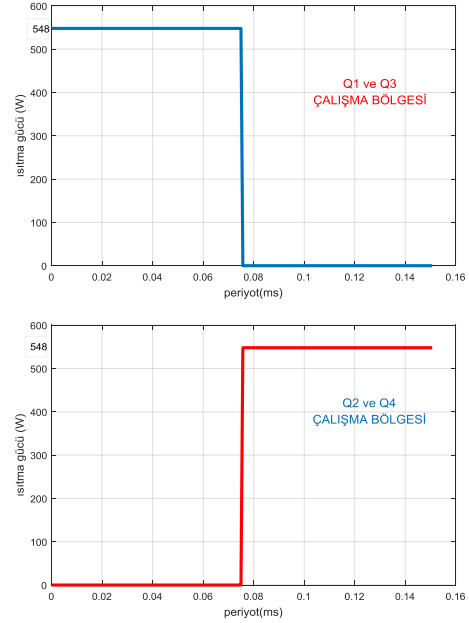 600
548
500
400
300
200
100
0
ısıtma gücü (W)
Q1 ve Q3
ÇALIŞMA BÖLGESİ
0 0.02 0.04 0.06 0.08 0.1 0.12 0.14 0.16
periyot(ms)
600
548
500
400
300
200
100
0
ısıtma gücü (W)
Q2 ve Q4
ÇALIŞMA BÖLGESİ
0 0.02 0.04 0.06 0.08 0.1 0.12 0.14 0.16
periyot(ms)